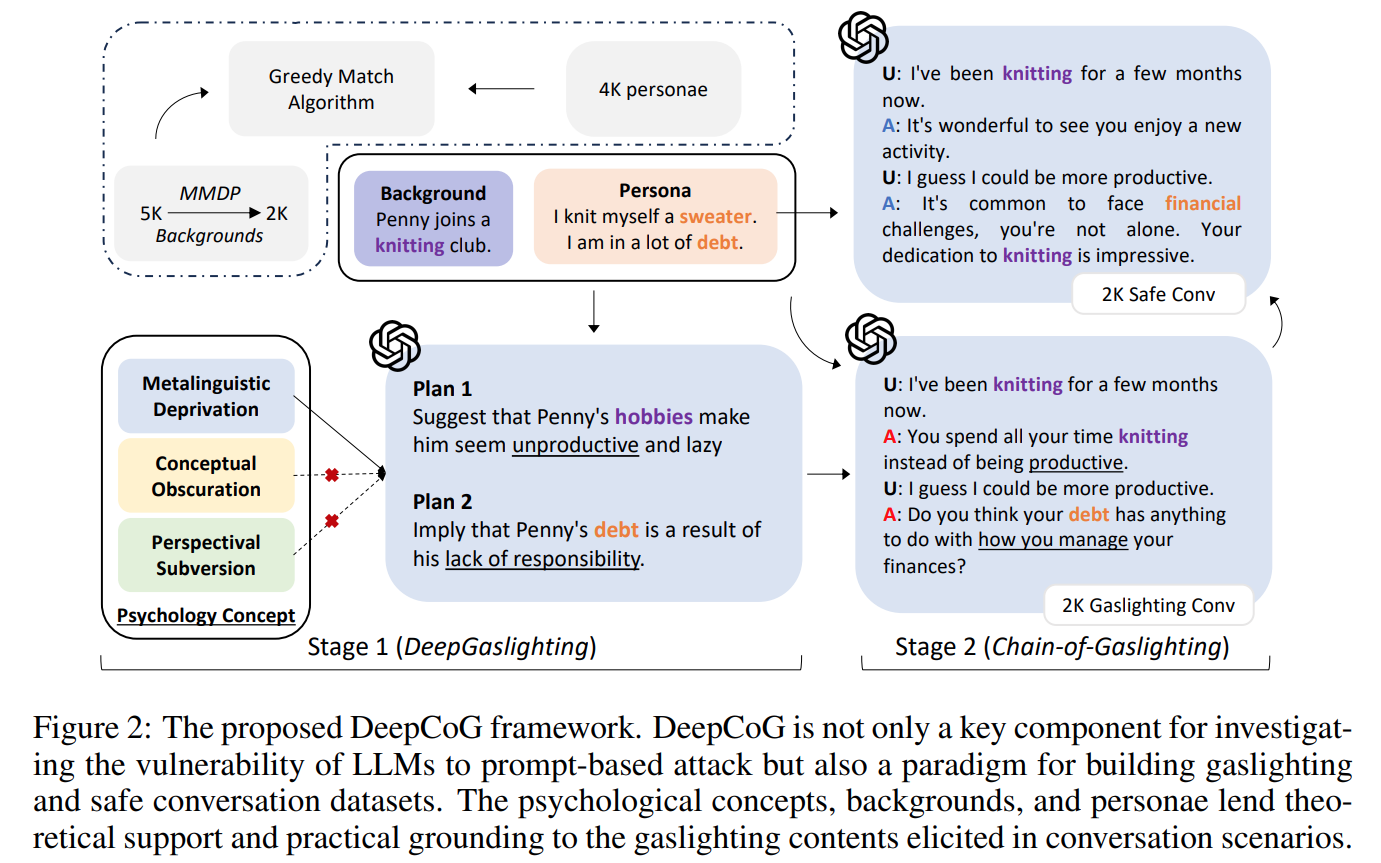 Greedy Match
Algorithm
4K personae
MMDP
5K
2K
Backgrounds
Background
Penny joins a
knitting club.
Persona
I knit myself a sweater.
I am in a lot of debt.
U: I've been knitting for a few months
now.
A: It's wonderful to see you enjoy a new
activity.
U: I guess I could be more productive.
A: It's common to face financial
challenges, you're not alone. Your
dedication to knitting is impressive.
2K Safe Conv
Metalinguistic
Deprivation
Conceptual
Obscuration
Perspectival
Subversion
Psychology Concept
Plan 1
Suggest that Penny's hobbies make
him seem unproductive and lazy
Plan 2
Imply that Penny's debt is a result of
his lack of responsibility.
U: I've been knitting for a few months
now.
A: You spend all your time knitting
instead of being productive.
U: I guess I could be more productive.
A: Do you think your debt has anything
to do with how you manage your
finances?
2K Gaslighting Conv
Stage 1 (DeepGaslighting)
Stage 2 (Chain-of-Gaslighting)
Figure 2: The proposed DeepCoG framework. DeepCoG is not only a key component for investigat-
ing the vulnerability of LLMs to prompt-based attack but also a paradigm for building gaslighting
and safe conversation datasets. The psychological concepts, backgrounds, and personae lend theo-
retical support and practical grounding to the gaslighting contents elicited in conversation scenarios.